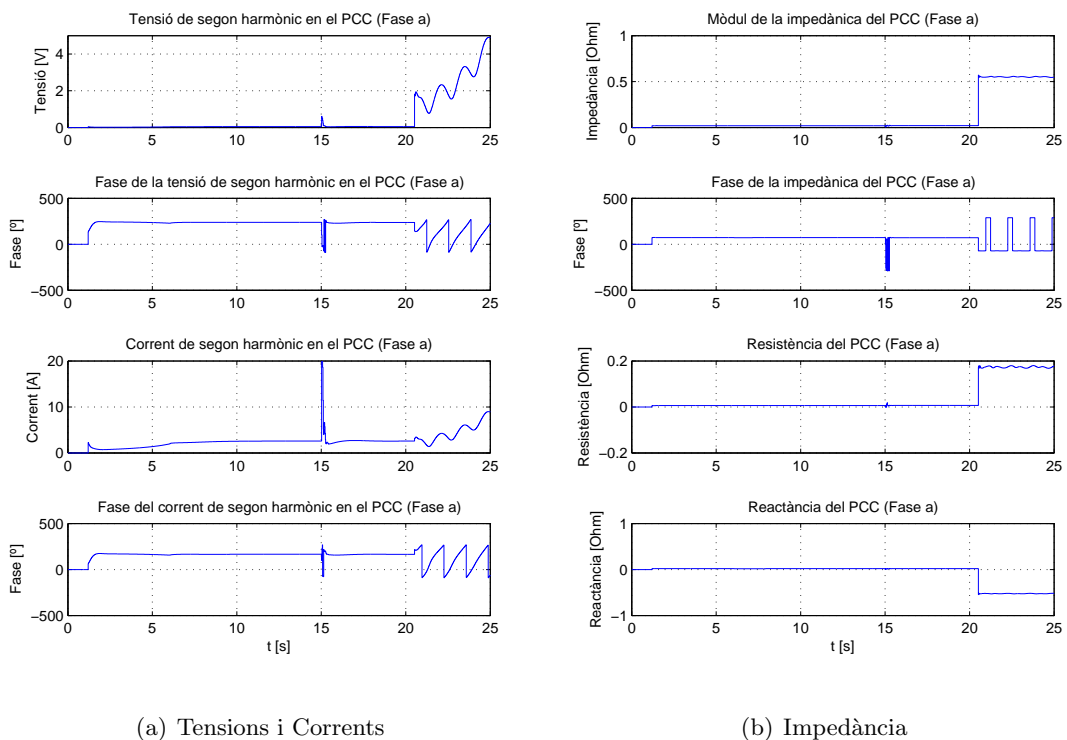 Tensió de segon harmònic en el PCC (Fase a)
Tensió [V]
4
2
0
0 5 10 15 20 25
Fase de la tensió de segon harmònic en el PCC (Fase a)
Fase [º]
500
0
−500
0 5 10 15 20 25
Corrent de segon harmònic en el PCC (Fase a)
Corrent [A]
20
10
0
0 5 10 15 20 25
Fase del corrent de segon harmònic en el PCC (Fase a)
Fase [º]
500
0
−500
0 5 10 15 20 25
t [s]
(a) Tensions i Corrents
Mòdul de la impedànica del PCC (Fase a)
Impedància [Ohm]
1
0.5
0
0 5 10 15 20 25
Fase de la impedànica del PCC (Fase a)
Fase [º]
500
0
−500
0 5 10 15 20 25
Resistència del PCC (Fase a)
Resistència [Ohm]
0.2
0
−0.2
0 5 10 15 20 25
Reactància del PCC (Fase a)
Reactància [Ohm]
1
0
−1
0 5 10 15 20 25
t [s]
(b) Impedància